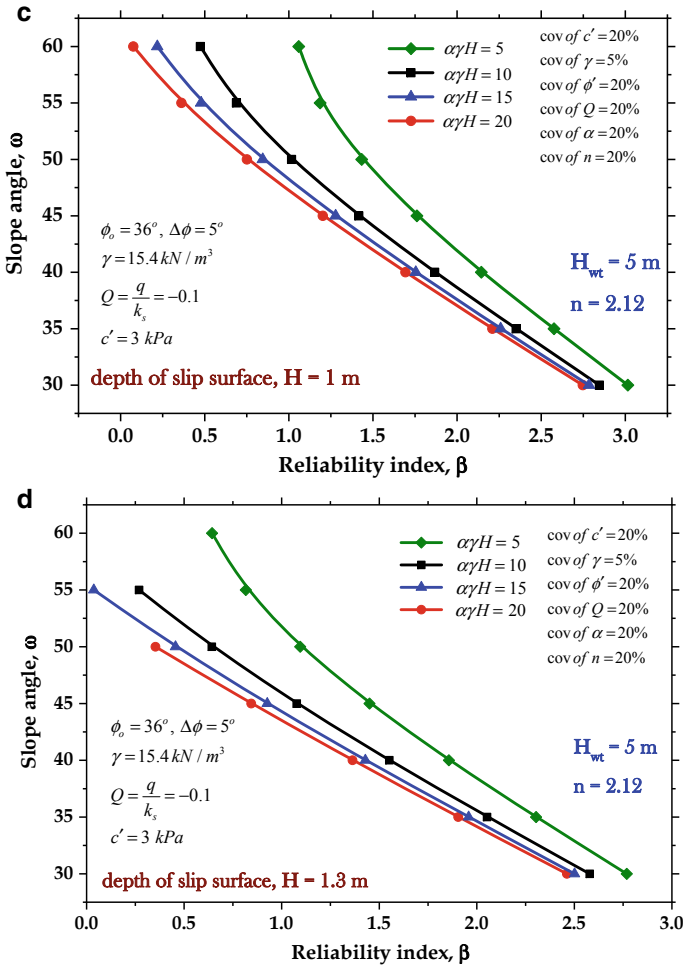 c
60
55
50
45
40
35
30
Slope angle, ω
αγH = 5
αγH = 10
αγH = 15
αγH = 20
cov of c′ = 20%
cov of γ = 5%
cov of ϕ′ = 20%
cov of Q = 20%
cov of α = 20%
cov of n = 20%
ϕo = 36°, Δϕ = 5°
γ = 15.4 kN / m³
Q = q/ks = −0.1
c′ = 3 kPa
Hwt = 5 m
n = 2.12
depth of slip surface, H = 1 m
0.0 0.5 1.0 1.5 2.0 2.5 3.0
Reliability index, β
d
60
55
50
45
40
35
30
Slope angle, ω
αγH = 5
αγH = 10
αγH = 15
αγH = 20
cov of c′ = 20%
cov of γ = 5%
cov of ϕ′ = 20%
cov of Q = 20%
cov of α = 20%
cov of n = 20%
ϕo = 36°, Δϕ = 5°
γ = 15.4 kN / m³
Q = q/ks = −0.1
c′ = 3 kPa
Hwt = 5 m
n = 2.12
depth of slip surface, H = 1.3 m
0.0 0.5 1.0 1.5 2.0 2.5 3.0
Reliability index, β